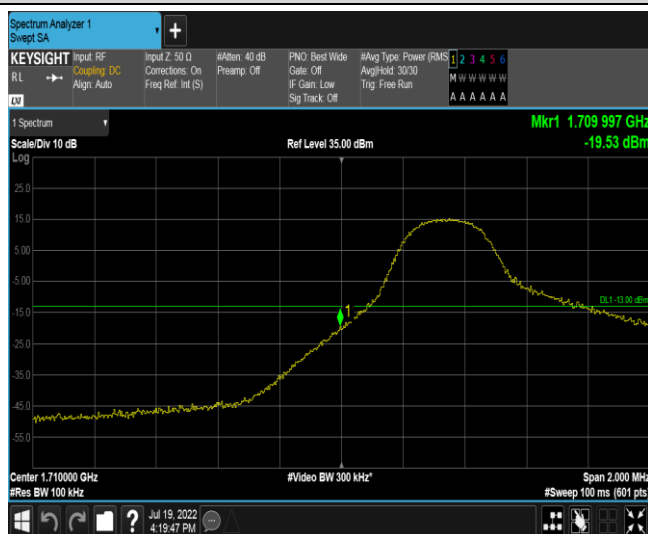 Spectrum Analyzer 1
Swept SA
KEYSIGHT
RL
LXI
Input: RF
Coupling: DC
Align: Auto
Input Z: 50 Ω
Corrections: On
Freq Ref: Int (S)
#Atten: 40 dB
Preamp: Off
PNO: Best Wide
Gate: Off
IF Gain: Low
Sig Track: Off
#Avg Type: Power (RMS
Avg|Hold: 30/30
Trig: Free Run
1 2 3 4 5 6
M W W W W W
A A A A A A
1 Spectrum
Scale/Div 10 dB
Ref Level 35.00 dBm
Mkr1 1.709 997 GHz
-19.53 dBm
Log
25.0
15.0
5.00
-5.00
-15.0
-25.0
-35.0
-45.0
-55.0
DL1 -13.00 dBm
1
Center 1.710000 GHz
#Res BW 100 kHz
#Video BW 300 kHz*
Span 2.000 MHz
#Sweep 100 ms (601 pts)
?
Jul 19, 2022
4:19:47 PM